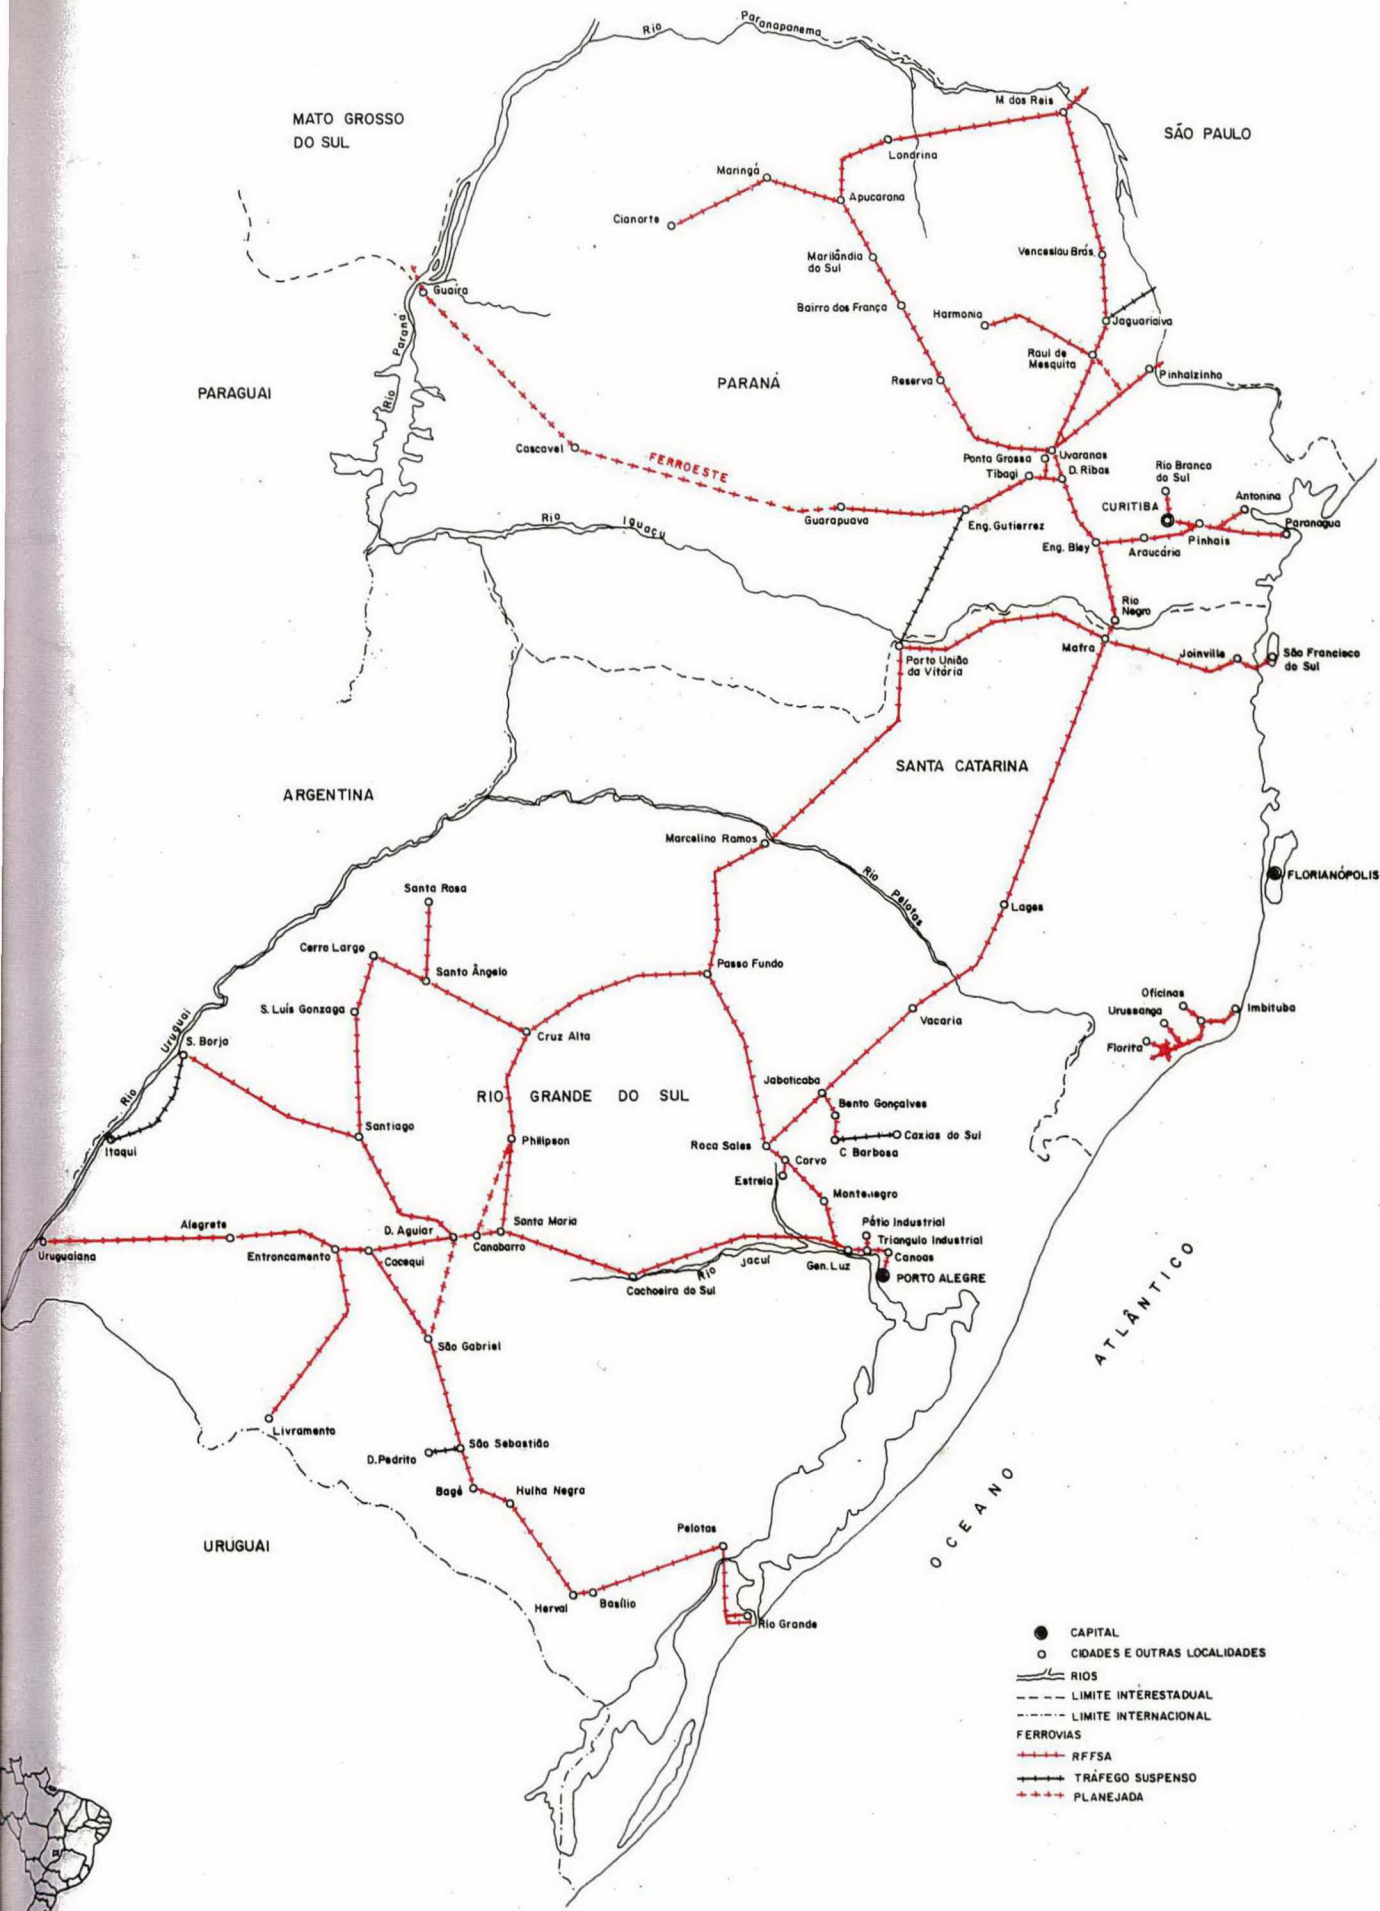 Rio
Paranapanema
MATO GROSSO
DO SUL
SÃO PAULO
M dos Reis
Londrina
Maringá
Apucarana
Cianorte
Marilândia
do Sul
Venceslau Brás.
Guaíra
Bairro dos França
Harmonia
Jaguariaiva
Rio Paraná
Raul de
Mesquita
Pinhalzinho
PARAGUAI
PARANÁ
Reserva
Cascavel
FERROESTE
Ponta Grossa
Uvaranas
Tibagi
D. Ribas
Rio Branco
do Sul
CURITIBA
Antonina
Paranagua
Guarapuava
Eng. Gutierrez
Rio Iguaçu
Eng. Bley
Araucária
Pinhais
Rio
Negro
Porto União
da Vitória
Mafra
Joinville
São Francisco
do Sul
SANTA CATARINA
ARGENTINA
Marcelino Ramos
Rio Pelotas
FLORIANÓPOLIS
Santa Rosa
Lages
Cerro Largo
Santo Ângelo
Passo Fundo
S. Luís Gonzaga
Vacaria
Oficinas
Urussanga
Imbituba
Florita
Cruz Alta
Rio Uruguai
S. Borja
Jaboticaba
RIO GRANDE DO SUL
Bento Gonçalves
Caxias do Sul
C. Barbosa
Santiago
Philipson
Roca Sales
Corvo
Itaqui
Estrela
Montenegro
Alegrete
D. Aguiar
Santa Maria
Pátio Industrial
Triangulo Industrial
Uruguaiana
Entroncamento
Cacequi
Canabarro
Canoas
Gen. Luz
PORTO ALEGRE
Rio Jacuí
Cachoeira do Sul
São Gabriel
OCEANO ATLÂNTICO
Livramento
São Sebastião
D. Pedrito
Bagé
Hulha Negra
URUGUAI
Pelotas
Herval
Basílio
Rio Grande
CAPITAL
CIDADES E OUTRAS LOCALIDADES
RIOS
LIMITE INTERESTADUAL
LIMITE INTERNACIONAL
FERROVIAS
RFFSA
TRÁFEGO SUSPENSO
PLANEJADA